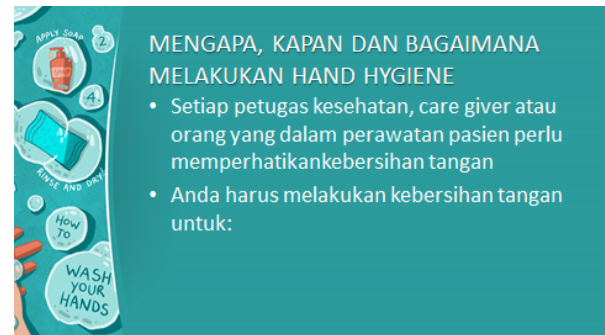 APPLY SOAP
2.
4.
RINSE AND DRY!
HOW
TO
WASH
YOUR
HANDS
MENGAPA, KAPAN DAN BAGAIMANA
MELAKUKAN HAND HYGIENE
• Setiap petugas kesehatan, care giver atau
orang yang dalam perawatan pasien perlu
memperhatikankebersihan tangan
• Anda harus melakukan kebersihan tangan
untuk: